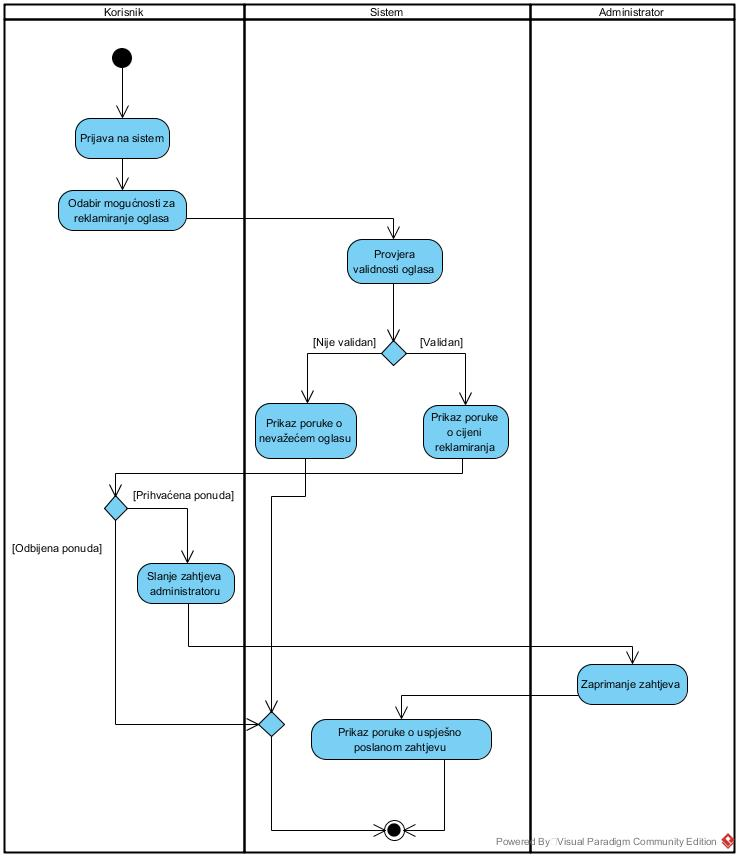 Korisnik
Sistem
Administrator
Prijava na sistem
Odabir mogućnosti za
reklamiranje oglasa
Provjera
validnosti oglasa
[Nije validan]
[Validan]
Prikaz poruke o
nevažećem oglasu
Prikaz poruke
o cijeni
reklamiranja
[Prihvaćena ponuda]
[Odbijena ponuda]
Slanje zahtjeva
administratoru
Zaprimanje zahtjeva
Prikaz poruke o uspješno
poslanom zahtjevu
Powered By Visual Paradigm Community Edition